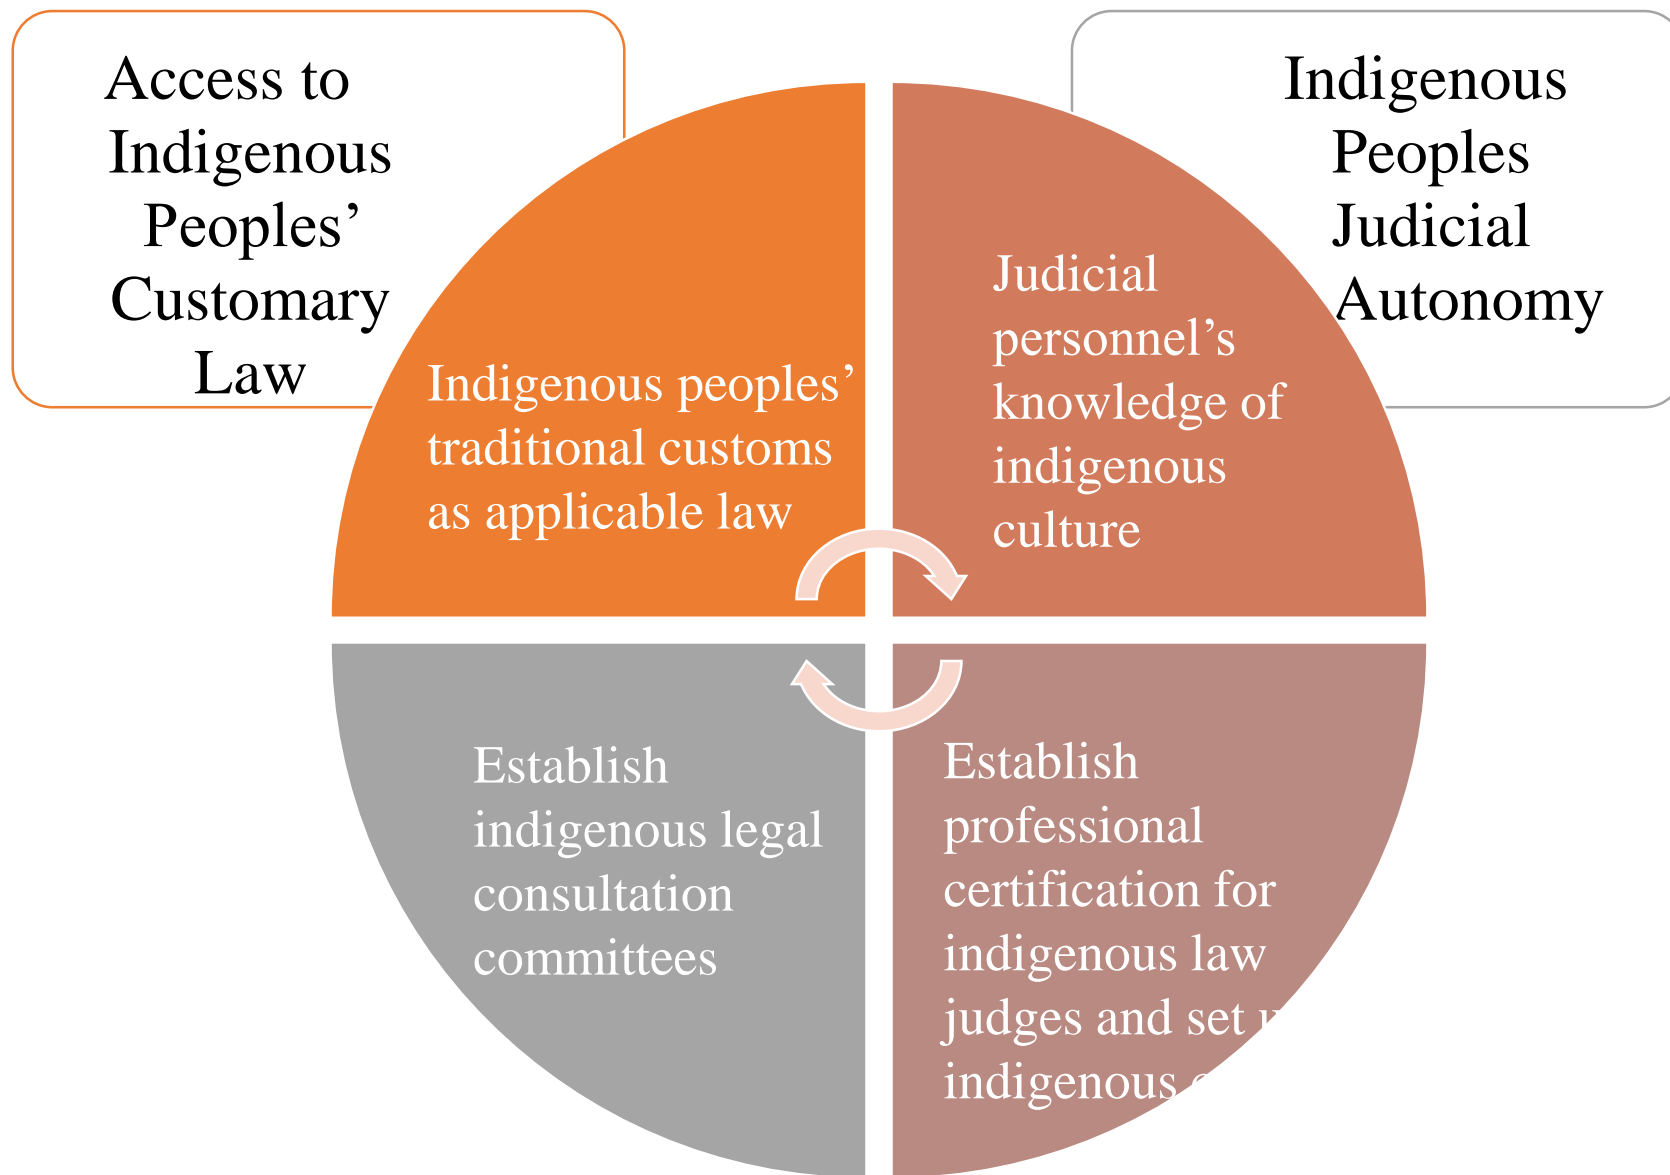 Access to
Indigenous
Peoples’
Customary
Law
Indigenous
Peoples
Judicial
Autonomy
Indigenous peoples’
traditional customs
as applicable law
Judicial
personnel’s
knowledge of
indigenous
culture
Establish
professional
certification for
indigenous law
judges and set
indigenous
Establish
indigenous legal
consultation
committees